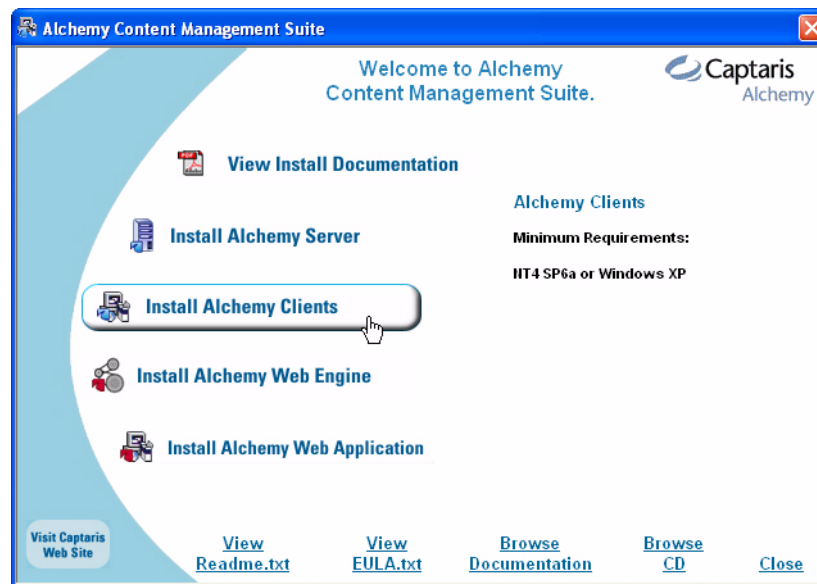 Alchemy Content Management Suite
Welcome to Alchemy
Content Management Suite.
Captaris
Alchemy
View Install Documentation
Install Alchemy Server
Install Alchemy Clients
Install Alchemy Web Engine
Install Alchemy Web Application
Alchemy Clients
Minimum Requirements:
NT4 SP6a or Windows XP
Visit Captaris
Web Site
View
Readme.txt
View
EULA.txt
Browse
Documentation
Browse
CD
Close